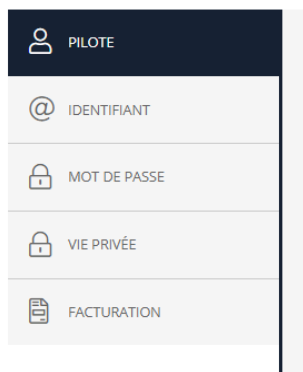 PILOTE
IDENTIFIANT
MOT DE PASSE
VIE PRIVÉE
FACTURATION